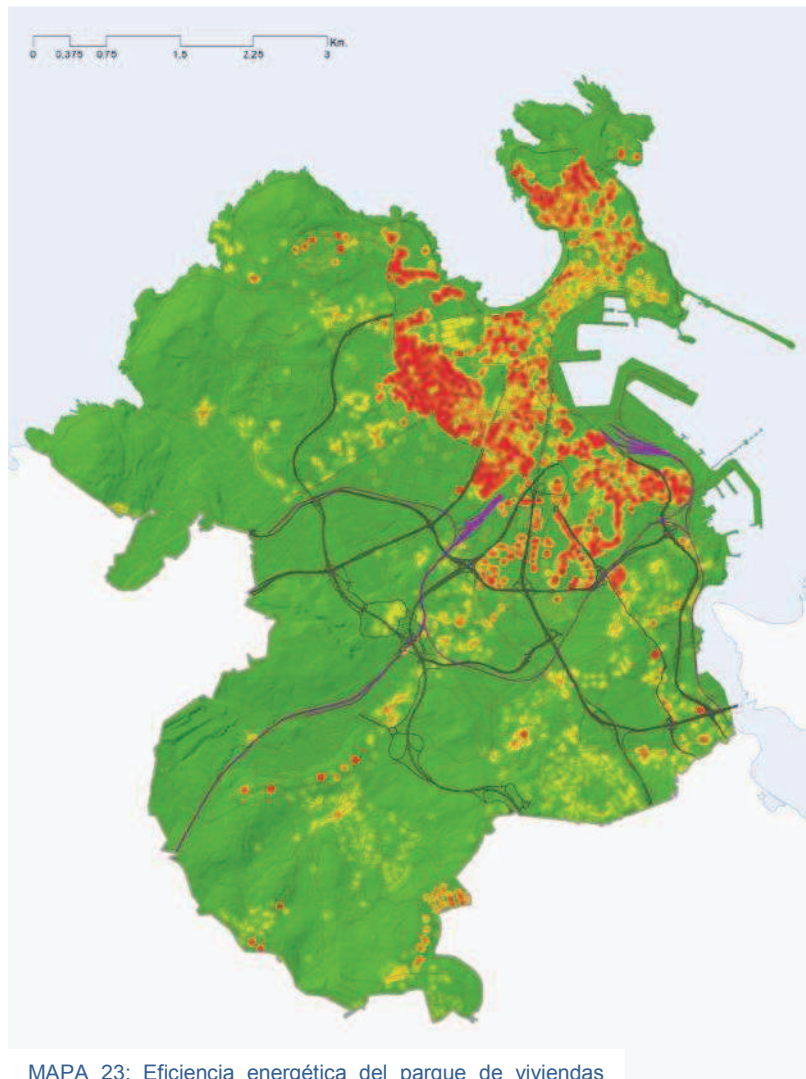 Km.
0 0,375 0,75 1,5 2,25 3
MAPA 23: Eficiencia energética del parque de viviendas